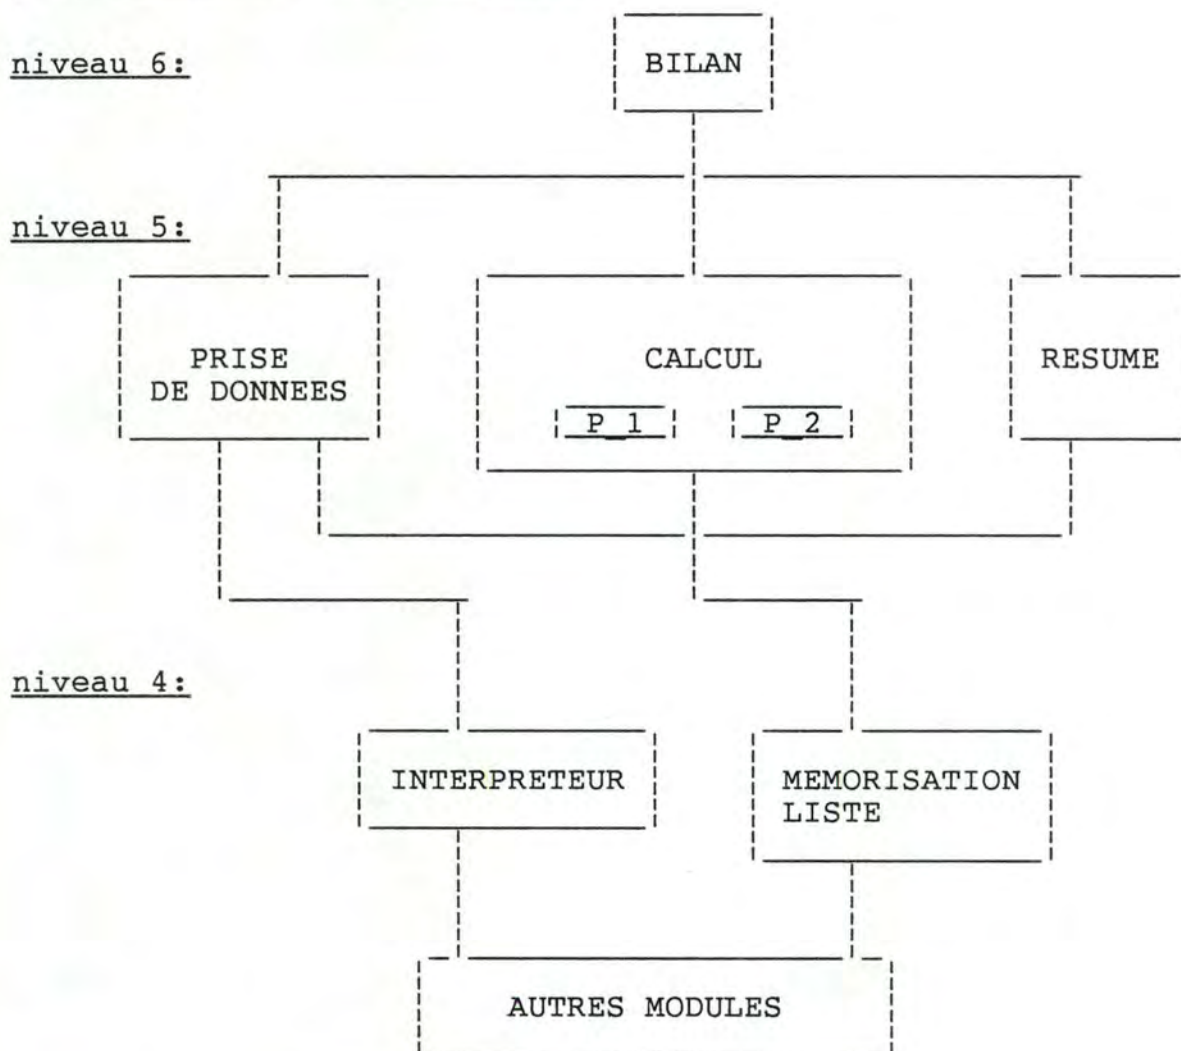 niveau 6:
BILAN
niveau 5:
PRISE
DE DONNEES
CALCUL
P_1
P_2
RESUME
niveau 4:
INTERPRETEUR
MEMORISATION
LISTE
AUTRES MODULES